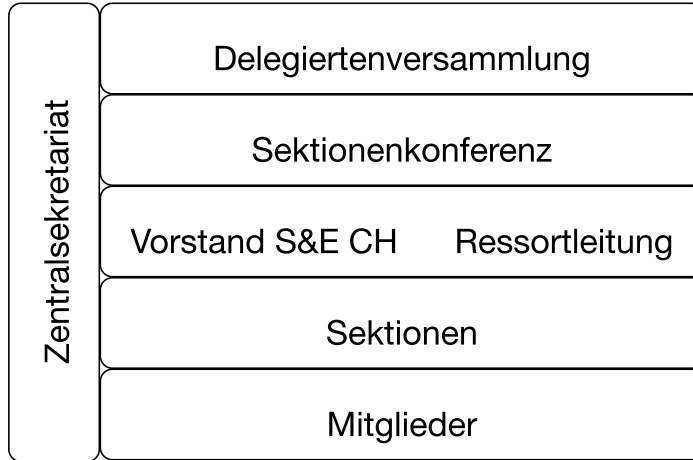 Zentralsekretariat
Delegiertenversammlung
Sektionenkonferenz
Vorstand S&E CH Ressortleitung
Sektionen
Mitglieder